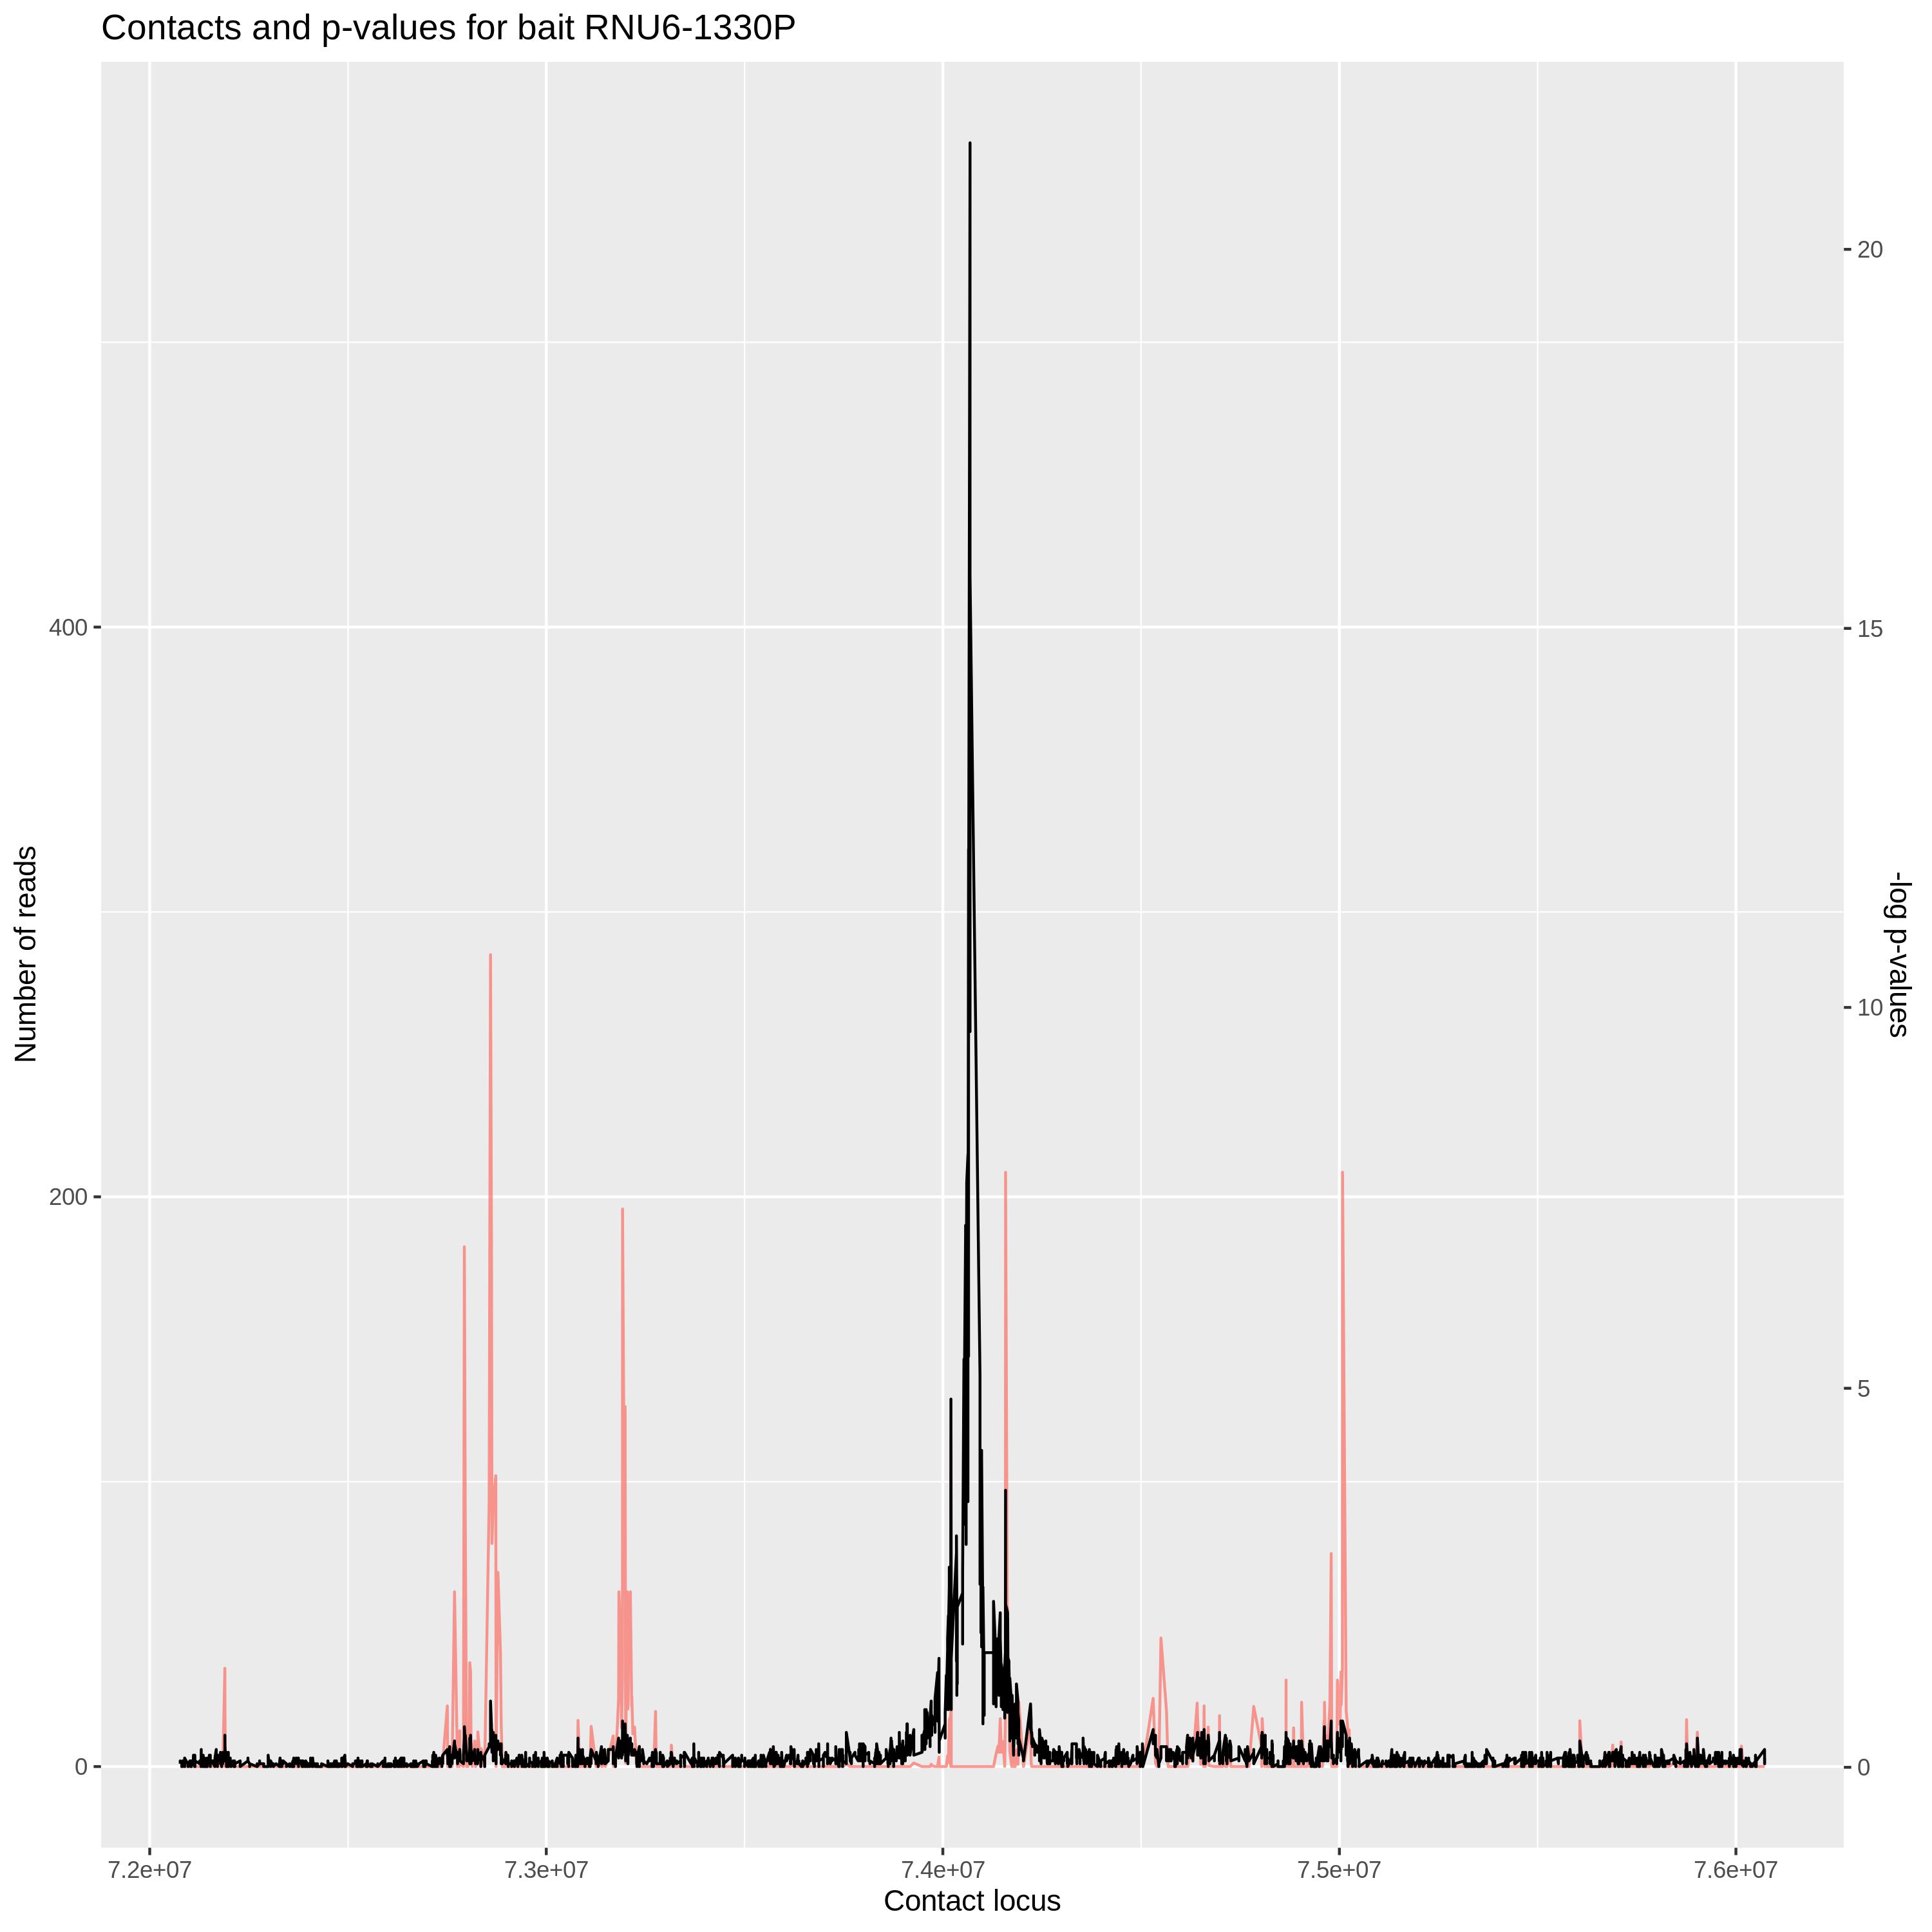 Contacts and p-values for bait RNU6-1330P
Number of reads
400
200
0
20
15
10
5
0
-log p-values
7.2e+07 7.3e+07 7.4e+07 7.5e+07 7.6e+07
Contact locus